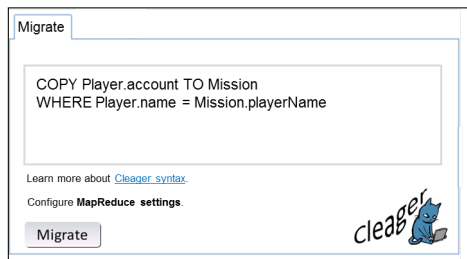 Migrate
COPY Player.account TO Mission
WHERE Player.name = Mission.playerName
Learn more about Cleager syntax.
Configure MapReduce settings.
Migrate
cleager